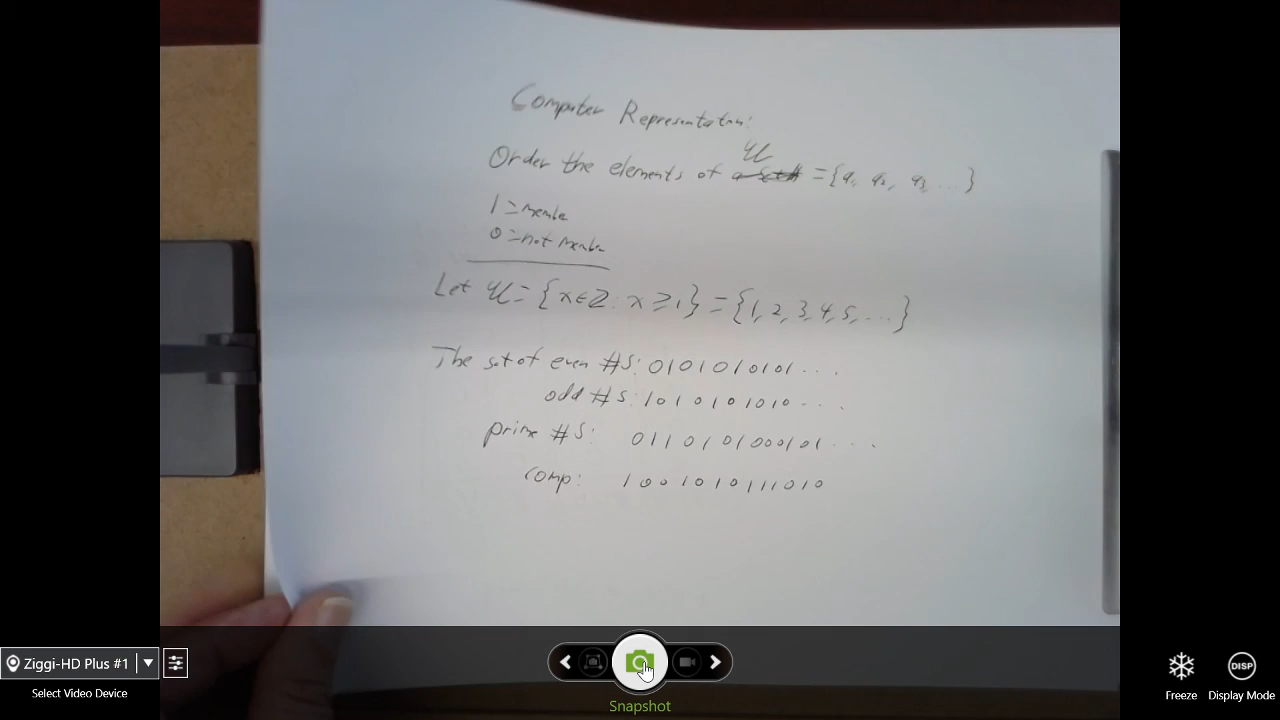 Computer Representation:
Order the elements of 𝒰 = {a₁, a₂, a₃, ...}
1 = member
0 = not member
Let 𝒰 = {x∈ℤ: x ≥ 1} = {1, 2, 3, 4, 5, ...}
The set of even #s: 0101010101...
odd #s: 1010101010...
prime #s: 0110101000101...
comp: 1001010111010
Ziggi-HD Plus #1
Select Video Device
Snapshot
Freeze
DISP
Display Mode